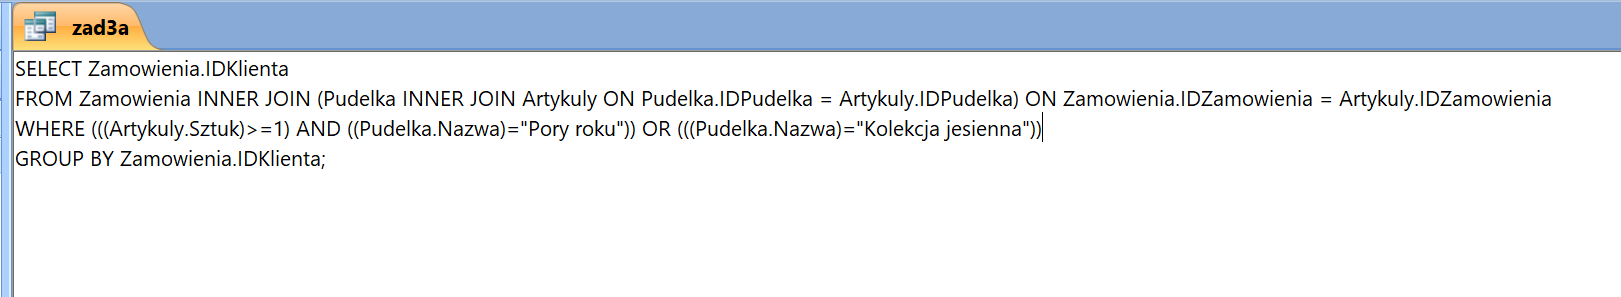 zad3a
SELECT Zamowienia.IDKlienta
FROM Zamowienia INNER JOIN (Pudelka INNER JOIN Artykuly ON Pudelka.IDPudelka = Artykuly.IDPudelka) ON Zamowienia.IDZamowienia = Artykuly.IDZamowienia
WHERE (((Artykuly.Sztuk)>=1) AND ((Pudelka.Nazwa)="Pory roku")) OR (((Pudelka.Nazwa)="Kolekcja jesienna"))
GROUP BY Zamowienia.IDKlienta;